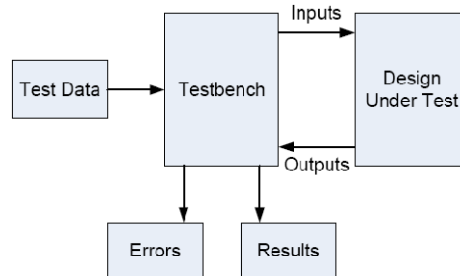 Inputs
Test Data
Testbench
Design
Under Test
Outputs
Errors
Results